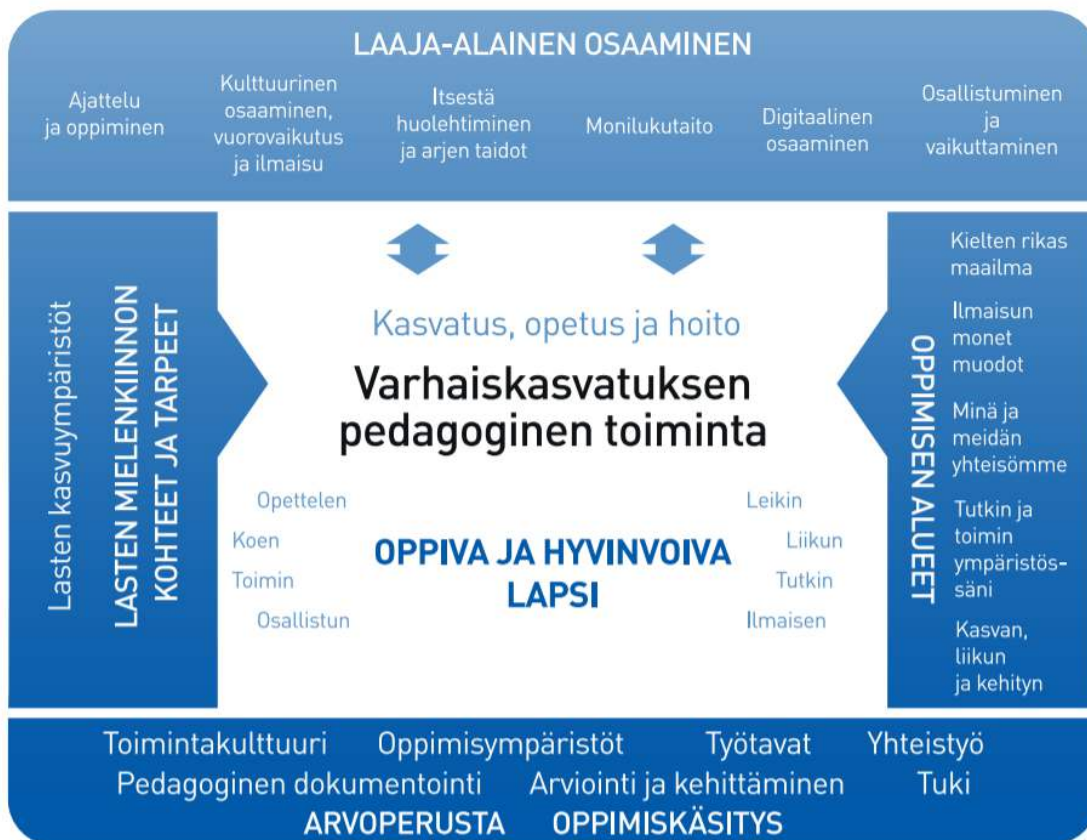 LAAJA-ALAINEN OSAAMINEN
Ajattelu
ja oppiminen
Kulttuurinen
osaaminen,
vuorovaikutus
ja ilmaisu
Itsestä
huolehtiminen
ja arjen taidot
Monilukutaito
Digitaalinen
osaaminen
Osallistuminen
ja
vaikuttaminen
Lasten kasvuympäristöt
LASTEN MIELENKIINNON
KOHTEET JA TARPEET
Kasvatus, opetus ja hoito
Varhaiskasvatuksen
pedagoginen toiminta
Opettelen
Koen
Toimin
Osallistun
OPPIVA JA HYVINVOIVA
LAPSI
Leikin
Liikun
Tutkin
Ilmaisen
OPPIMISEN ALUEET
Kielten rikas
maailma
Ilmaisun
monet
muodot
Minä ja
meidän
yhteisömme
Tutkin ja
toimin
ympäristös-
säni
Kasvan,
liikun
ja kehityn
Toimintakulttuuri Oppimisympäristöt Työtavat Yhteistyö
Pedagoginen dokumentointi Arviointi ja kehittäminen Tuki
ARVOPERUSTA OPPIMISKÄSITYS